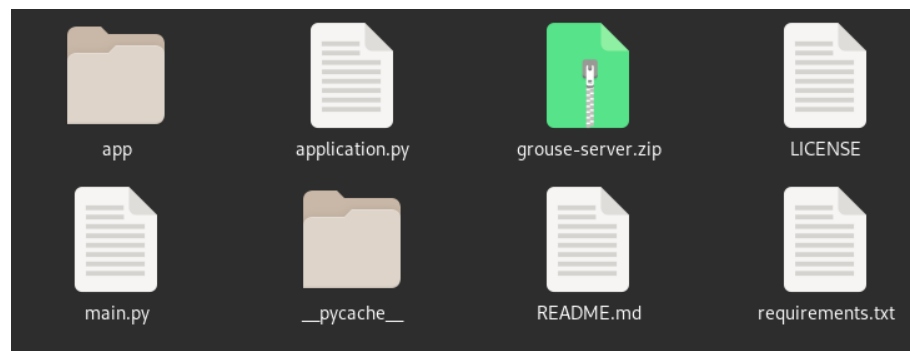 app
application.py
grouse-server.zip
LICENSE
main.py
__pycache__
README.md
requirements.txt